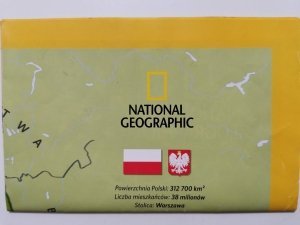 NATIONAL
GEOGRAPHIC
T
W
A
Powierzchnia Polski: 312 700 km²
Liczba mieszkańców: 38 milionów
Stolica: Warszawa